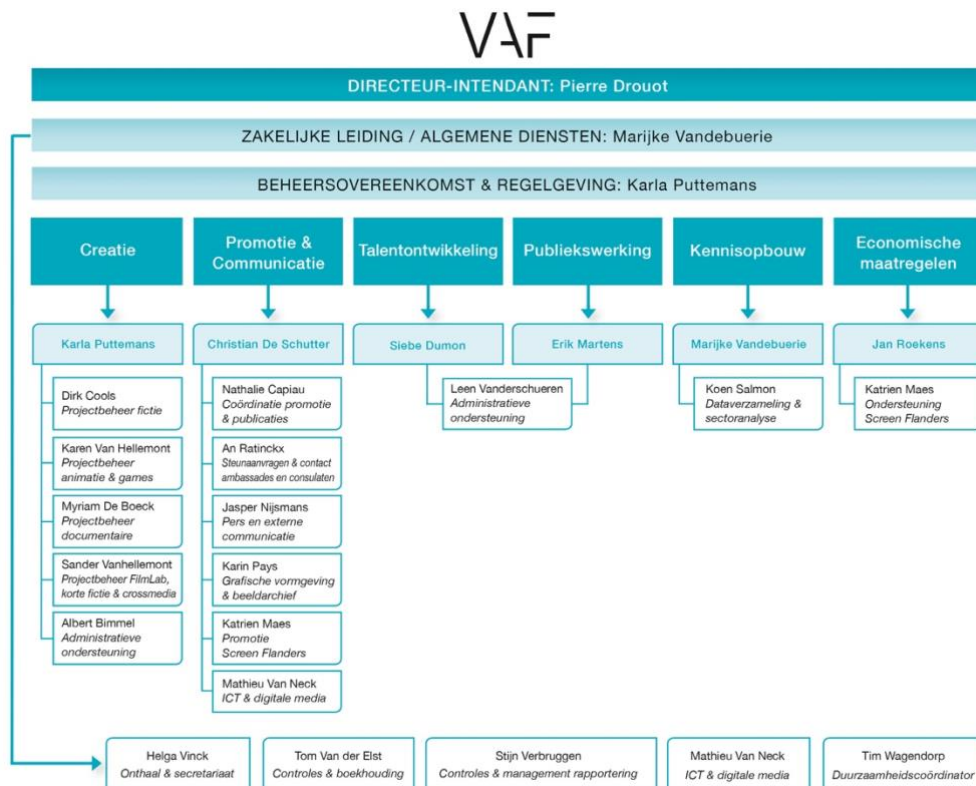 VAF
DIRECTEUR-INTENDANT: Pierre Drouot
ZAKELIJKE LEIDING / ALGEMENE DIENSTEN: Marijke Vandebuerie
BEHEERSOVEREENKOMST & REGELGEVING: Karla Puttemans
Creatie
Promotie &
Communicatie
Talentontwikkeling
Publiekswerking
Kennisopbouw
Economische
maatregelen
Karla Puttemans
Christian De Schutter
Siebe Dumon
Erik Martens
Marijke Vandebuerie
Jan Roekens
Dirk Cools
Projectbeheer fictie
Karen Van Hellemont
Projectbeheer
animatie & games
Myriam De Boeck
Projectbeheer
documentaire
Sander Vanhellemont
Projectbeheer FilmLab,
korte fictie & crossmedia
Albert Bimmel
Administratieve
ondersteuning
Nathalie Capiau
Coördinatie promotie
& publicaties
An Ratinckx
Steunaanvragen & contact
ambassades en consulaten
Jasper Nijsmans
Pers en externe
communicatie
Karin Pays
Grafische vormgeving
& beeldarchief
Katrien Maes
Promotie
Screen Flanders
Mathieu Van Neck
ICT & digitale media
Leen Vanderschueren
Administratieve
ondersteuning
Koen Salmon
Dataverzameling &
sectoranalyse
Katrien Maes
Ondersteuning
Screen Flanders
Helga Vinck
Onthaal & secretariaat
Tom Van der Elst
Controles & boekhouding
Stijn Verbruggen
Controles & management rapportering
Mathieu Van Neck
ICT & digitale media
Tim Wagendorp
Duurzaamheidscoördinator